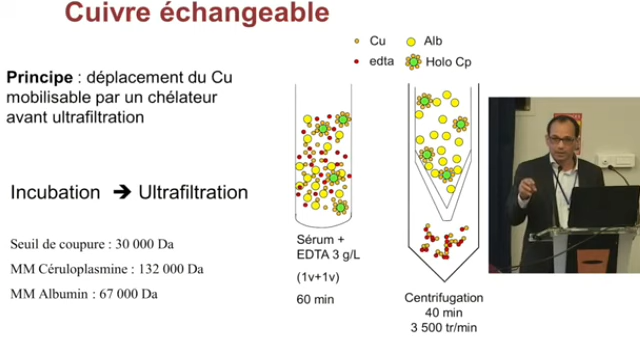 Cuivre échangeable
Cu
Alb
edta
Holo Cp
Principe : déplacement du Cu
mobilisable par un chélateur
avant ultrafiltration
Incubation ➔ Ultrafiltration
Seuil de coupure : 30 000 Da
MM Céruloplasmine : 132 000 Da
MM Albumin : 67 000 Da
Sérum +
EDTA 3 g/L
(1v+1v)
60 min
Centrifugation
40 min
3 500 tr/min